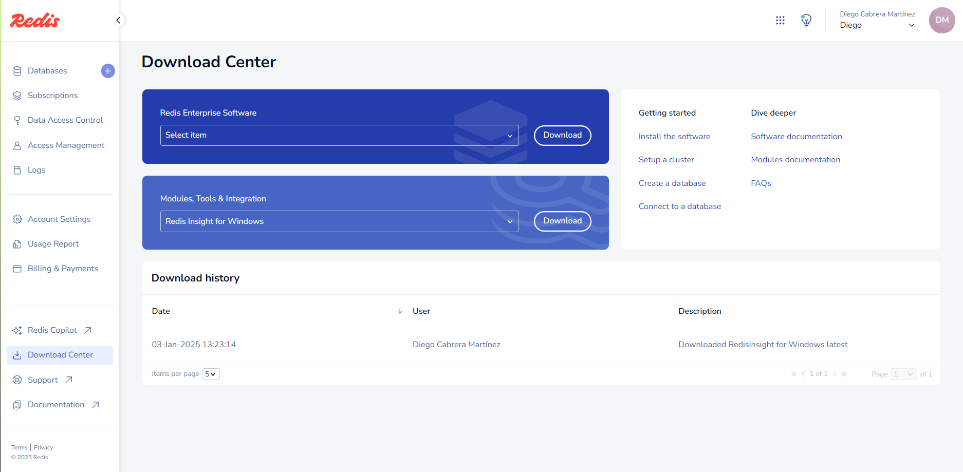 Redis
Diego Cabrera Martínez
Diego
DM
Databases
Subscriptions
Data Access Control
Access Management
Logs
Account Settings
Usage Report
Billing & Payments
Redis Copilot
Download Center
Support
Documentation
Terms | Privacy
© 2025 Redis
Download Center
Redis Enterprise Software
Select item
Download
Modules, Tools & Integration
Redis Insight for Windows
Download
Getting started
Install the software
Setup a cluster
Create a database
Connect to a database
Dive deeper
Software documentation
Modules documentation
FAQs
Download history
Date User Description
03-Jan-2025 13:23:14 Diego Cabrera Martínez Downloaded RedisInsight for Windows latest
Items per page 5 1 of 1 Page 1 of 1